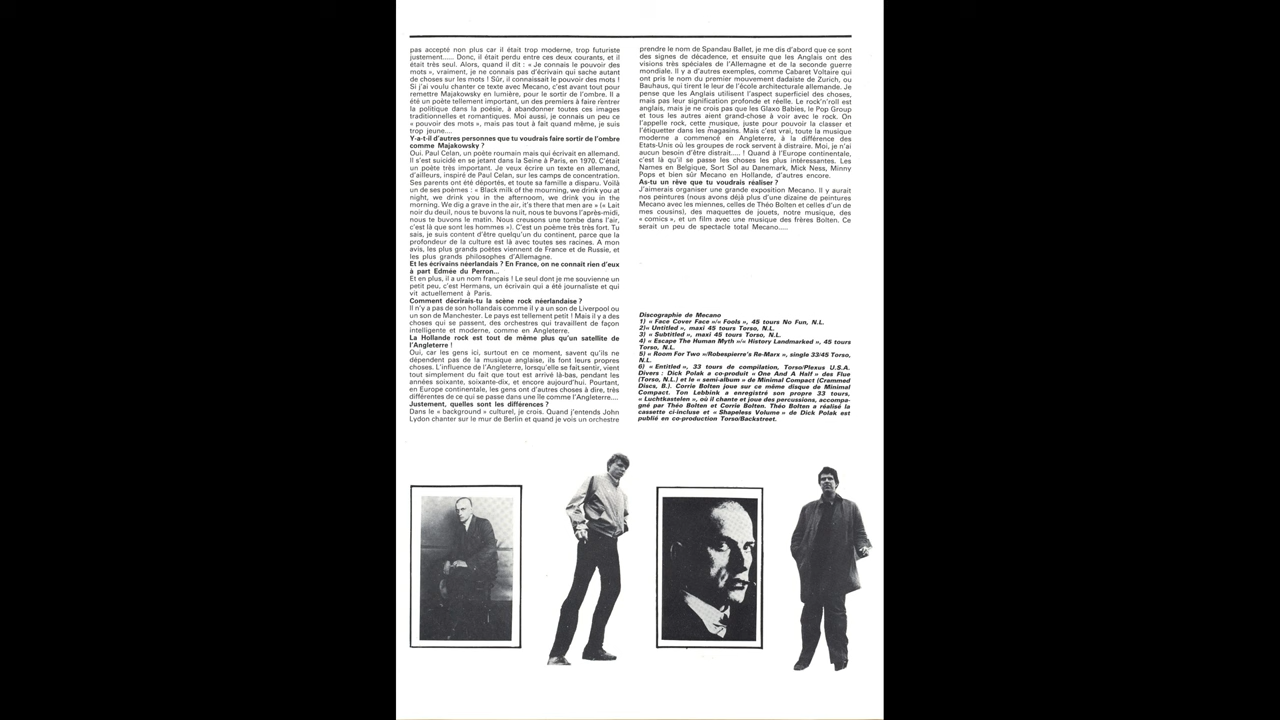 pas accepté non plus car il était trop moderne, trop futuriste
justement...... Donc, il était perdu entre ces deux courants, et il
était très seul. Alors, quand il dit : « Je connais le pouvoir des
mots », vraiment, je ne connais pas d'écrivain qui sache autant
de choses sur les mots ! Sûr, il connaissait le pouvoir des mots !
Si j'ai voulu chanter ce texte avec Mecano, c'est avant tout pour
remettre Majakowsky en lumière, pour le sortir de l'ombre. Il a
été un poète tellement important, un des premiers à faire rentrer
la politique dans la poésie, à abandonner toutes ces images
traditionnelles et romantiques. Moi aussi, je connais un peu ce
« pouvoir des mots », mais pas tout à fait quand même, je suis
trop jeune....
Y-a-t-il d'autres personnes que tu voudrais faire sortir de l'ombre
comme Majakowsky ?
Oui. Paul Celan, un poète roumain mais qui écrivait en allemand.
Il s'est suicidé en se jetant dans la Seine à Paris, en 1970. C'était
un poète très important. Je veux écrire un texte en allemand,
d'ailleurs, inspiré de Paul Celan, sur les camps de concentration.
Ses parents ont été déportés, et toute sa famille a disparu. Voilà
un de ses poèmes : « Black milk of the mourning, we drink you at
night, we drink you in the afternoom, we drink you in the
morning. We dig a grave in the air, it's there that men are » (« Lait
noir du deuil, nous te buvons la nuit, nous te buvons l'après-midi,
nous te buvons le matin. Nous creusons une tombe dans l'air,
c'est là que sont les hommes »). C'est un poème très très fort. Tu
sais, je suis content d'être quelqu'un du continent, parce que la
profondeur de la culture est là avec toutes ses racines. A mon
avis, les plus grands poètes viennent de France et de Russie, et
les plus grands philosophes d'Allemagne.
Et les écrivains néerlandais ? En France, on ne connait rien d'eux
à part Edmée du Perron...
Et en plus, il a un nom français ! Le seul dont je me souvienne un
petit peu, c'est Hermans, un écrivain qui a été journaliste et qui
vit actuellement à Paris.
Comment décrirais-tu la scène rock néerlandaise ?
Il n'y a pas de son hollandais comme il y a un son de Liverpool ou
un son de Manchester. Le pays est tellement petit ! Mais il y a des
choses qui se passent, des orchestres qui travaillent de façon
intelligente et moderne, comme en Angleterre.
La Hollande rock est tout de même plus qu'un satellite de
l'Angleterre !
Oui, car les gens ici, surtout en ce moment, savent qu'ils ne
dépendent pas de la musique anglaise, ils font leurs propres
choses. L'influence de l'Angleterre, lorsqu'elle se fait sentir, vient
tout simplement du fait que tout est arrivé là-bas, pendant les
années soixante, soixante-dix, et encore aujourd'hui. Pourtant,
en Europe continentale, les gens ont d'autres choses à dire, très
différentes de ce qui se passe dans une île comme l'Angleterre....
Justement, quelles sont les différences ?
Dans le « background » culturel, je crois. Quand j'entends John
Lydon chanter sur le mur de Berlin et quand je vois un orchestre
prendre le nom de Spandau Ballet, je me dis d'abord que ce sont
des signes de décadence, et ensuite que les Anglais ont des
visions très spéciales de l'Allemagne et de la seconde guerre
mondiale. Il y a d'autres exemples, comme Cabaret Voltaire qui
ont pris le nom du premier mouvement dadaïste de Zurich, ou
Bauhaus, qui tirent le leur de l'école architecturale allemande. Je
pense que les Anglais utilisent l'aspect superficiel des choses,
mais pas leur signification profonde et réelle. Le rock'n'roll est
anglais, mais je ne crois pas que les Glaxo Babies, le Pop Group
et tous les autres aient grand-chose à voir avec le rock. On
l'appelle rock, cette musique, juste pour pouvoir la classer et
l'étiquetter dans les magasins. Mais c'est vrai, toute la musique
moderne a commencé en Angleterre, à la différence des
Etats-Unis où les groupes de rock servent à distraire. Moi, je n'ai
aucun besoin d'être distrait..... ! Quand à l'Europe continentale,
c'est là qu'il se passe les choses les plus intéressantes. Les
Names en Belgique, Sort Sol au Danemark, Mick Ness, Minny
Pops et bien sûr Mecano en Hollande, d'autres encore.
As-tu un rêve que tu voudrais réaliser ?
J'aimerais organiser une grande exposition Mecano. Il y aurait
nos peintures (nous avons déjà plus d'une dizaine de peintures
Mecano avec les miennes, celles de Théo Bolten et celles d'un de
mes cousins), des maquettes de jouets, notre musique, des
« comics », et un film avec une musique des frères Bolten. Ce
serait un peu de spectacle total Mecano.....
Discographie de Mecano
1) « Face Cover Face »/« Fools », 45 tours No Fun, N.L.
2)« Untitled », maxi 45 tours Torso, N.L.
3) « Subtitled », maxi 45 tours Torso, N.L.
4) « Escape The Human Myth »/« History Landmarked », 45 tours
Torso, N.L.
5) « Room For Two »/Robespierre's Re-Marx », single 33/45 Torso,
N.L.
6) « Entitled », 33 tours de compilation, Torso/Plexus U.S.A.
Divers : Dick Polak a co-produit « One And A Half » des Flue
(Torso, N.L.) et le « semi-album » de Minimal Compact (Crammed
Discs, B.). Corrie Bolten joue sur ce même disque de Minimal
Compact. Ton Lebbink a enregistré son propre 33 tours,
« Luchtkastelen », où il chante et joue des percussions, accompa-
gné par Théo Bolten et Corrie Bolten. Théo Bolten a réalisé la
cassette ci-incluse et « Shapeless Volume » de Dick Polak est
publié en co-production Torso/Backstreet.